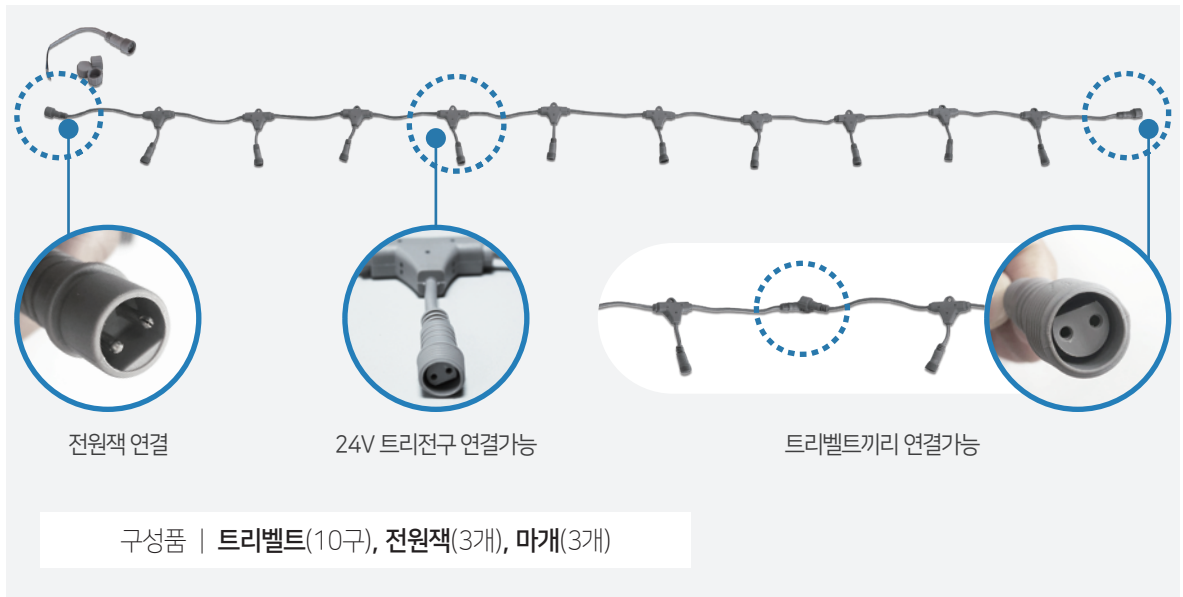 전원잭 연결
24V 트리전구 연결가능
트리벨트끼리 연결가능
구성품 | 트리벨트(10구), 전원잭(3개), 마개(3개)